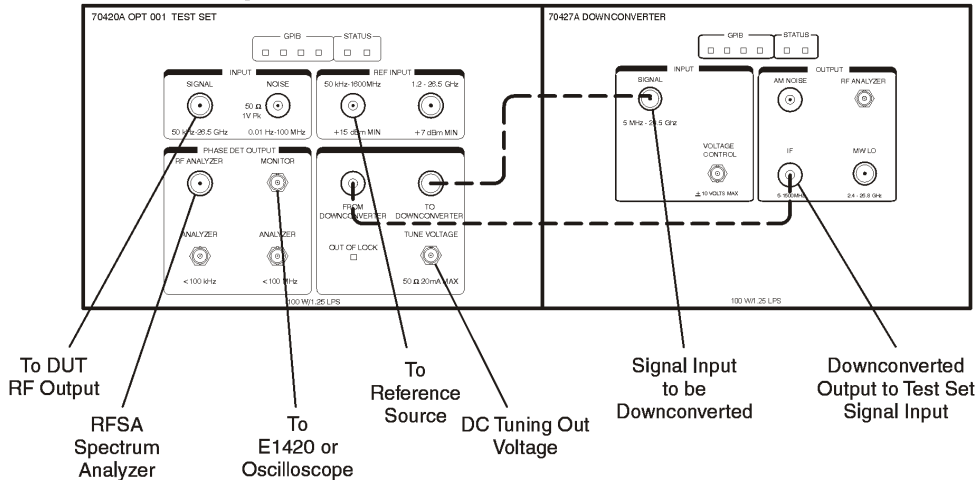 70420A OPT 001 TEST SET
GPIB
STATUS
INPUT
SIGNAL
NOISE
50 Ω
1V Pk
50 kHz-26.5 GHz
0.01 Hz-100 MHz
REF INPUT
50 kHz-1600MHz
1.2 - 26.5 GHz
+15 dBm MIN
+7 dBm MIN
PHASE DET OUTPUT
RF ANALYZER
MONITOR
ANALYZER
ANALYZER
<100 kHz
<100 MHz
FROM
DOWNCONVERTER
TO
DOWNCONVERTER
OUT OF LOCK
TUNE VOLTAGE
50 Ω 20mA MAX
100 W/1.25 LPS
70427A DOWNCONVERTER
GPIB
STATUS
INPUT
SIGNAL
5 MHz - 26.5 GHz
VOLTAGE
CONTROL
± 10 VOLTS MAX
OUTPUT
AM NOISE
RF ANALYZER
IF
MW LO
5-1500MHz
2.4 - 26.8 GHz
100 W/1.25 LPS
To DUT
RF Output
RFSA
Spectrum
Analyzer
To
E1420 or
Oscilloscope
To
Reference
Source
DC Tuning Out
Voltage
Signal Input
to be
Downconverted
Downconverted
Output to Test Set
Signal Input